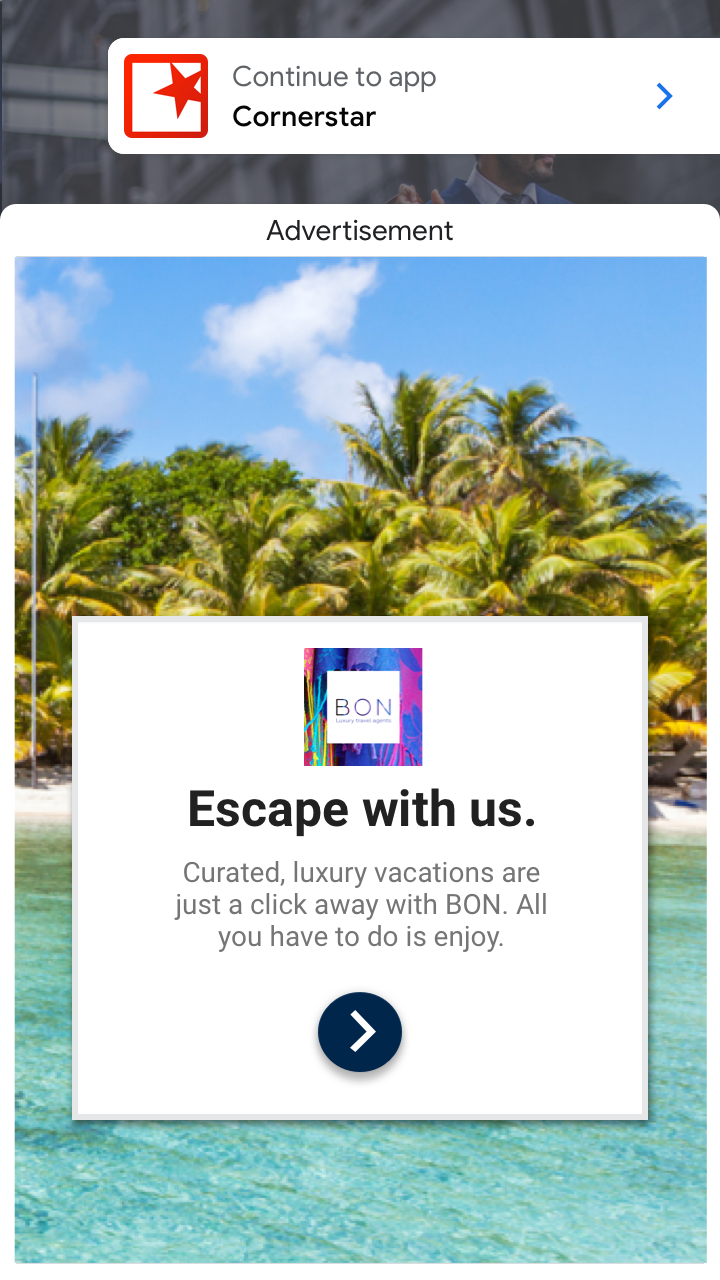 Continue to app
Cornerstar
Advertisement
BON
Luxury travel agents
Escape with us.
Curated, luxury vacations are
just a click away with BON. All
you have to do is enjoy.